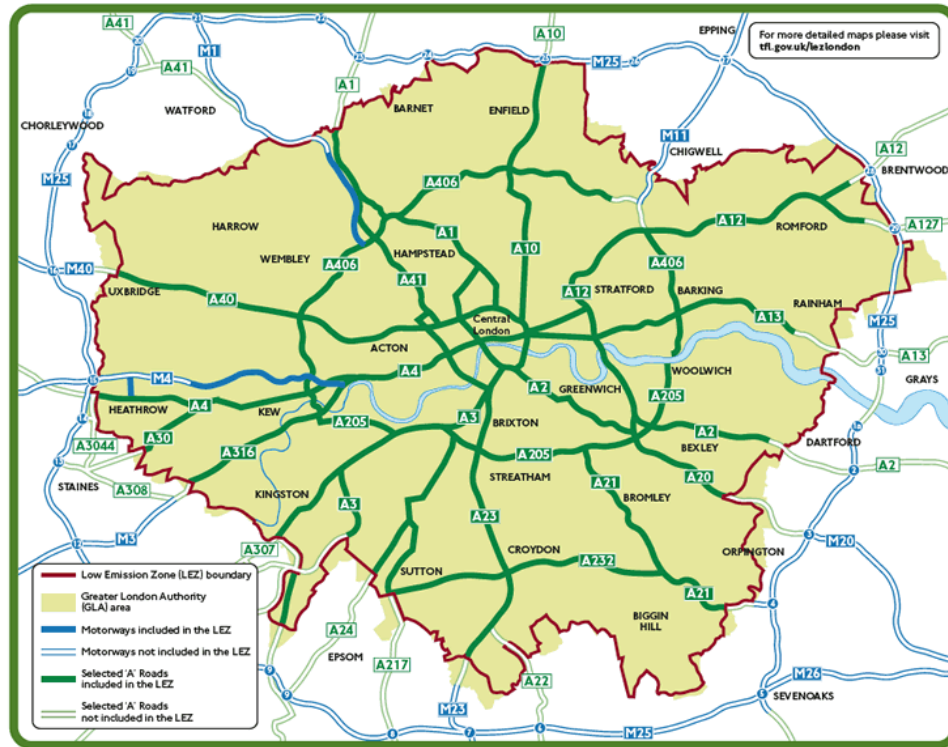 For more detailed maps please visit
tfl.gov.uk/lezlondon
A41
A10
EPPING
M1
A1
M25
A41
WATFORD
BARNET
ENFIELD
CHORLEYWOOD
M11
CHIGWELL
A12
BRENTWOOD
M25
A406
HARROW
A12
ROMFORD
A127
A1
A10
WEMBLEY
A406
HAMPSTEAD
A406
M40
A41
UXBRIDGE
A40
A12
STRATFORD
BARKING
RAINHAM
Central
London
A13
M25
ACTON
A13
M4
A4
A2
GREENWICH
WOOLWICH
GRAYS
HEATHROW
A4
KEW
A205
A3
BRIXTON
A205
A30
A2
A3044
A316
A205
BEXLEY
DARTFORD
A2
STAINES
A308
STREATHAM
A21
A20
KINGSTON
A3
BROMLEY
A23
M3
A307
CROYDON
A232
ORPINGTON
M20
SUTTON
A21
BIGGIN
HILL
A24
EPSOM
A217
A22
M26
SEVENOAKS
M23
M25
Low Emission Zone (LEZ) boundary
Greater London Authority
(GLA) area
Motorways included in the LEZ
Motorways not included in the LEZ
Selected 'A' Roads
included in the LEZ
Selected 'A' Roads
not included in the LEZ